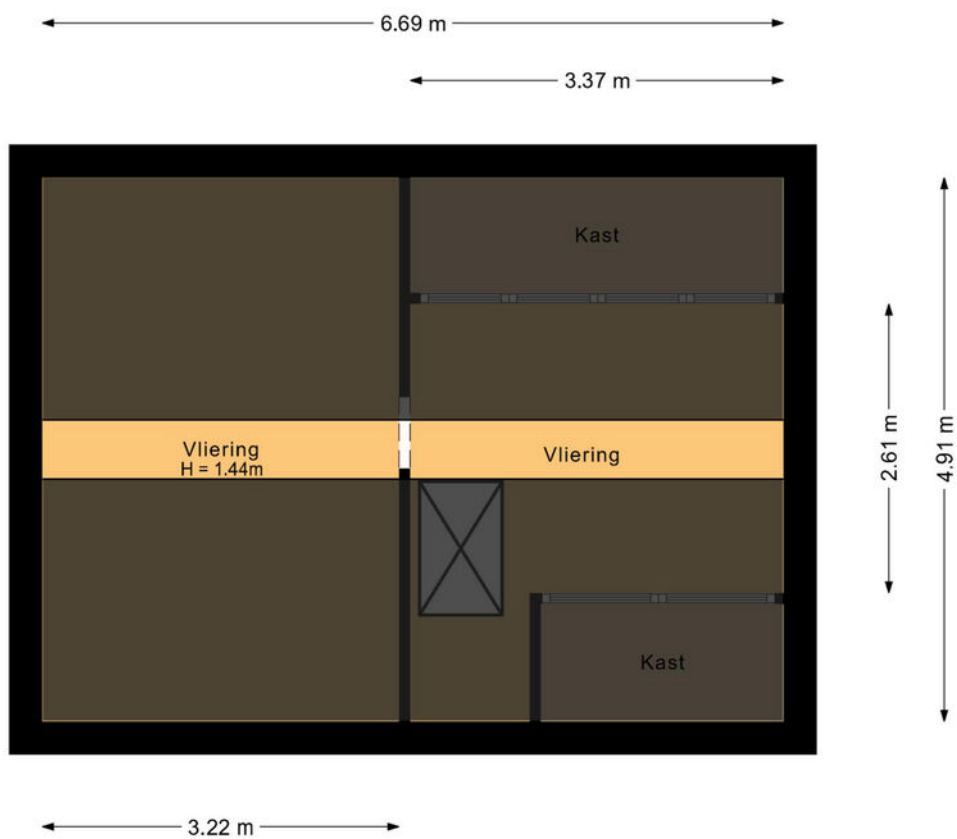 6.69 m
3.37 m
Kast
2.61 m
4.91 m
Vliering
H = 1.44m
Vliering
Kast
3.22 m